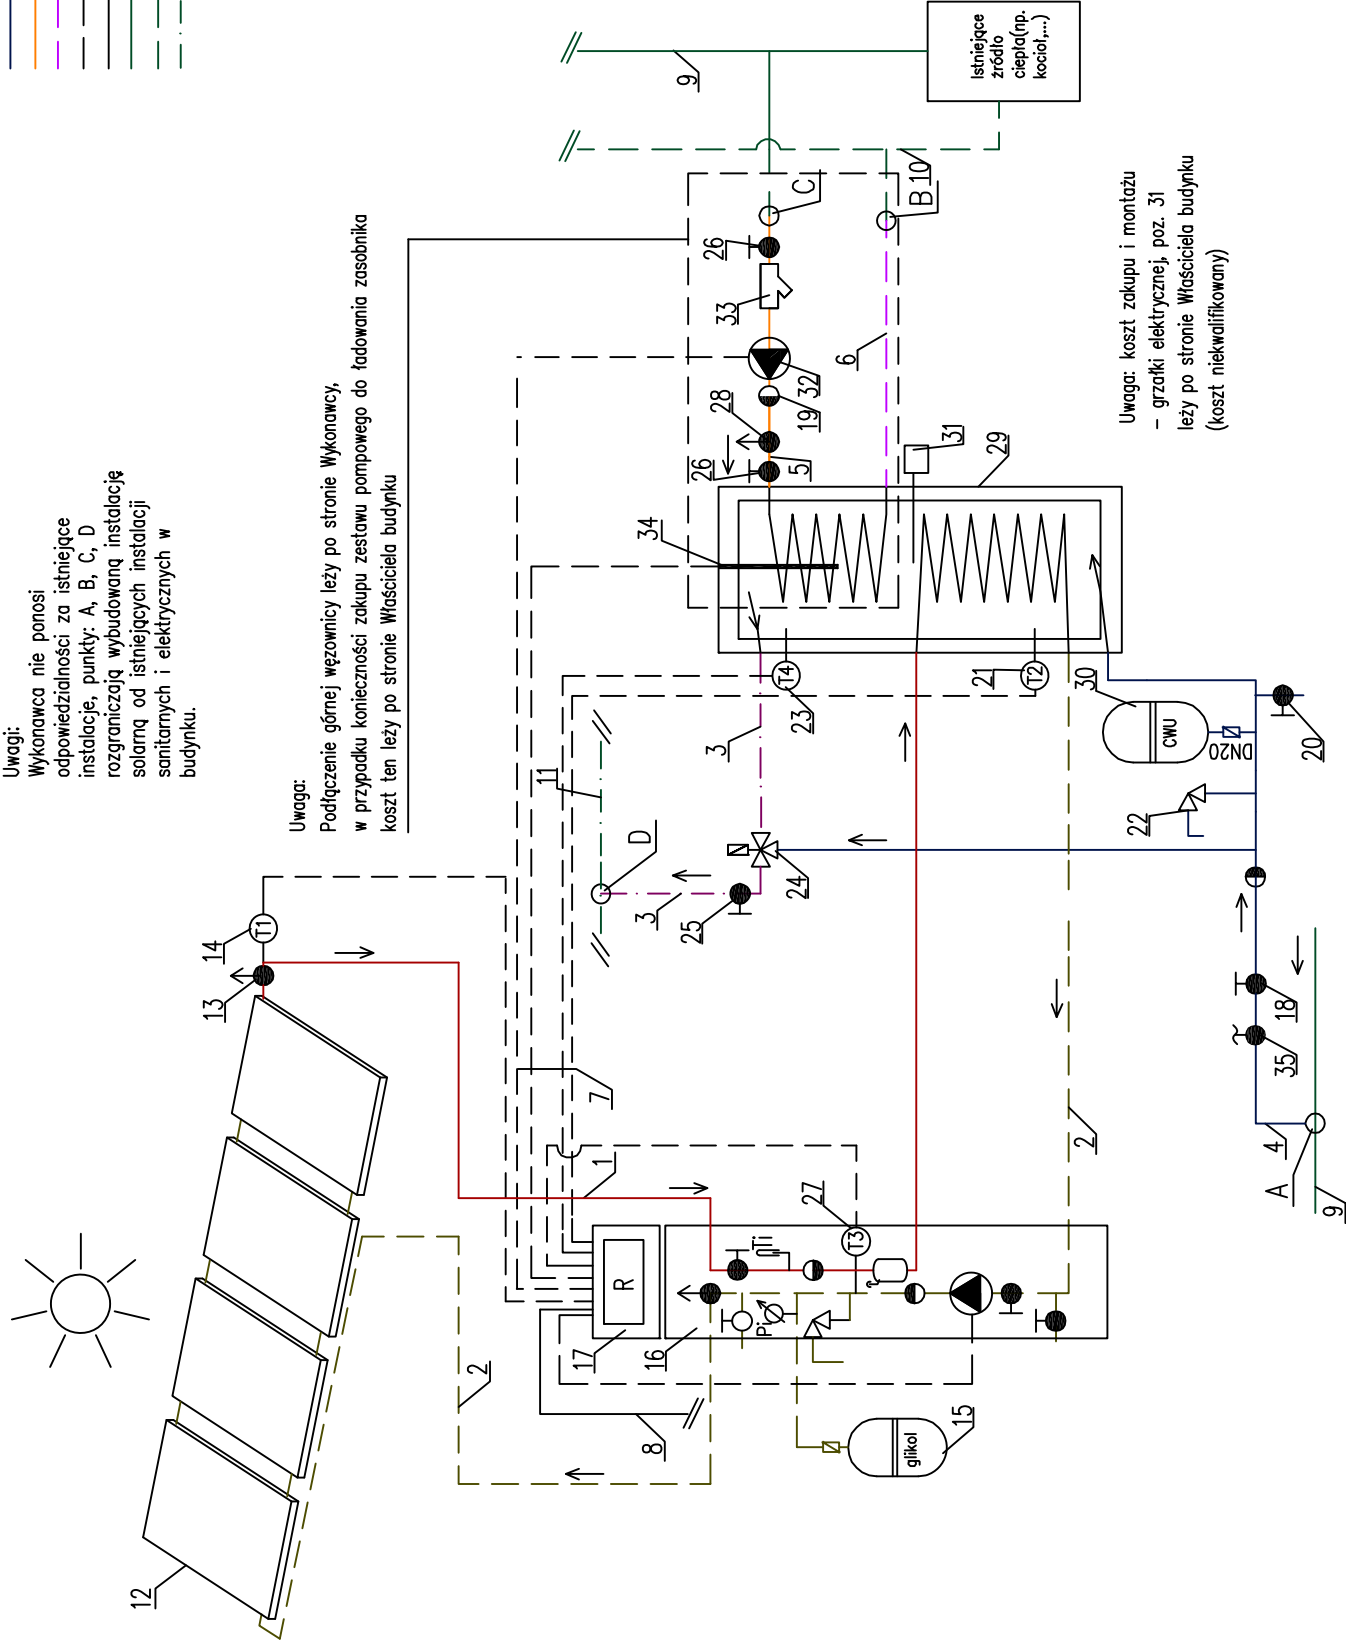 Uwagi:
Wykonawca nie ponosi
odpowiedzialności za istniejące
instalacje, punkty: A, B, C, D
rozgraniczają wybudowaną instalację
solarną od istniejących instalacji
sanitarnych i elektrycznych w
budynku.
Uwaga:
Podłączenie górnej wężownicy leży po stronie Wykonawcy,
w przypadku konieczności zakupu zestawu pompowego do ładowania zasobnika
koszt ten leży po stronie Właściciela budynku
Istniejące
źródło
ciepła(np.
kocioł,...)
Uwaga: koszt zakupu i montażu
- grzałki elektrycznej, poz. 31
leży po stronie Właściciela budynku
(koszt niekwalifikowany)
9
10
B
C
26
33
32
19
28
5
26
6
31
29
34
T4
23
T2
21
3
11
D
3
25
24
30
CWU
DN20
20
22
18
35
4
A
9
14
T1
13
7
1
2
27
T3
R
17
16
Ti
Pi
8
2
glikol
15
12